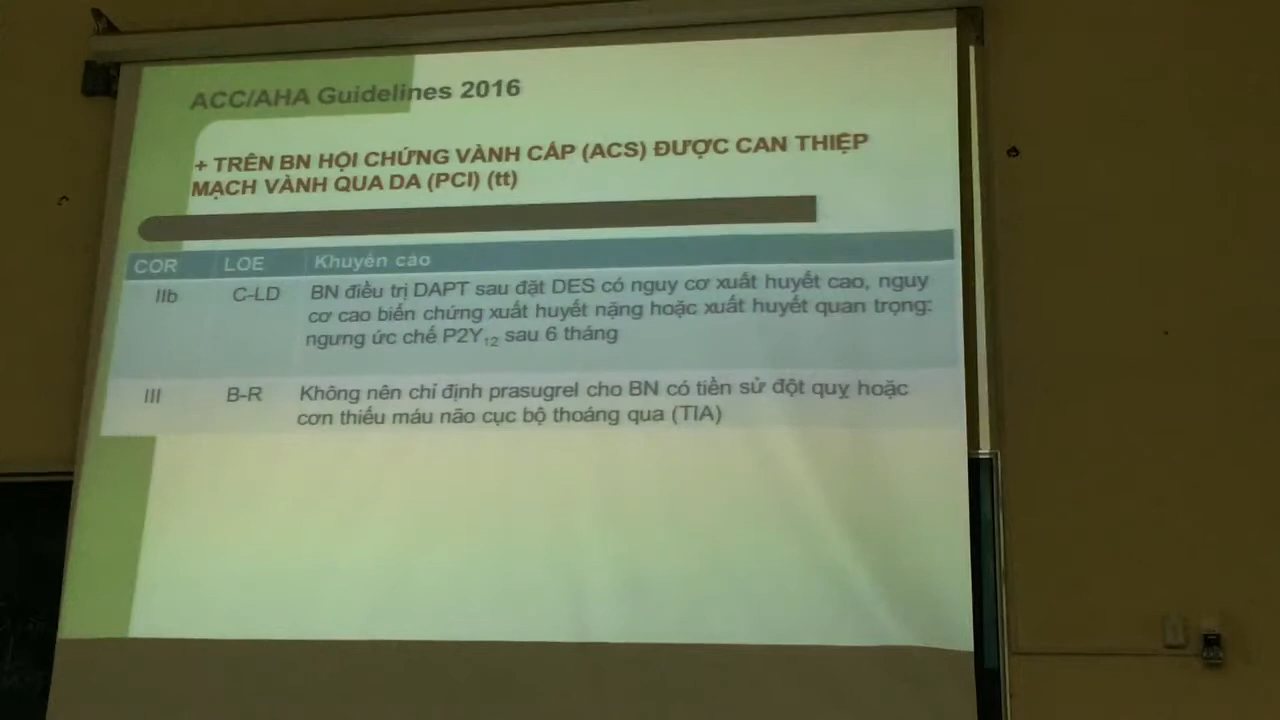 ACC/AHA Guidelines 2016
+ TRÊN BN HỘI CHỨNG VÀNH CẤP (ACS) ĐƯỢC CAN THIỆP
MẠCH VÀNH QUA DA (PCI) (tt)
COR LOE Khuyến cáo
IIb C-LD BN điều trị DAPT sau đặt DES có nguy cơ xuất huyết cao, nguy
cơ cao biến chứng xuất huyết nặng hoặc xuất huyết quan trọng:
ngưng ức chế P2Y₁₂ sau 6 tháng
III B-R Không nên chỉ định prasugrel cho BN có tiền sử đột quỵ hoặc
cơn thiếu máu não cục bộ thoáng qua (TIA)